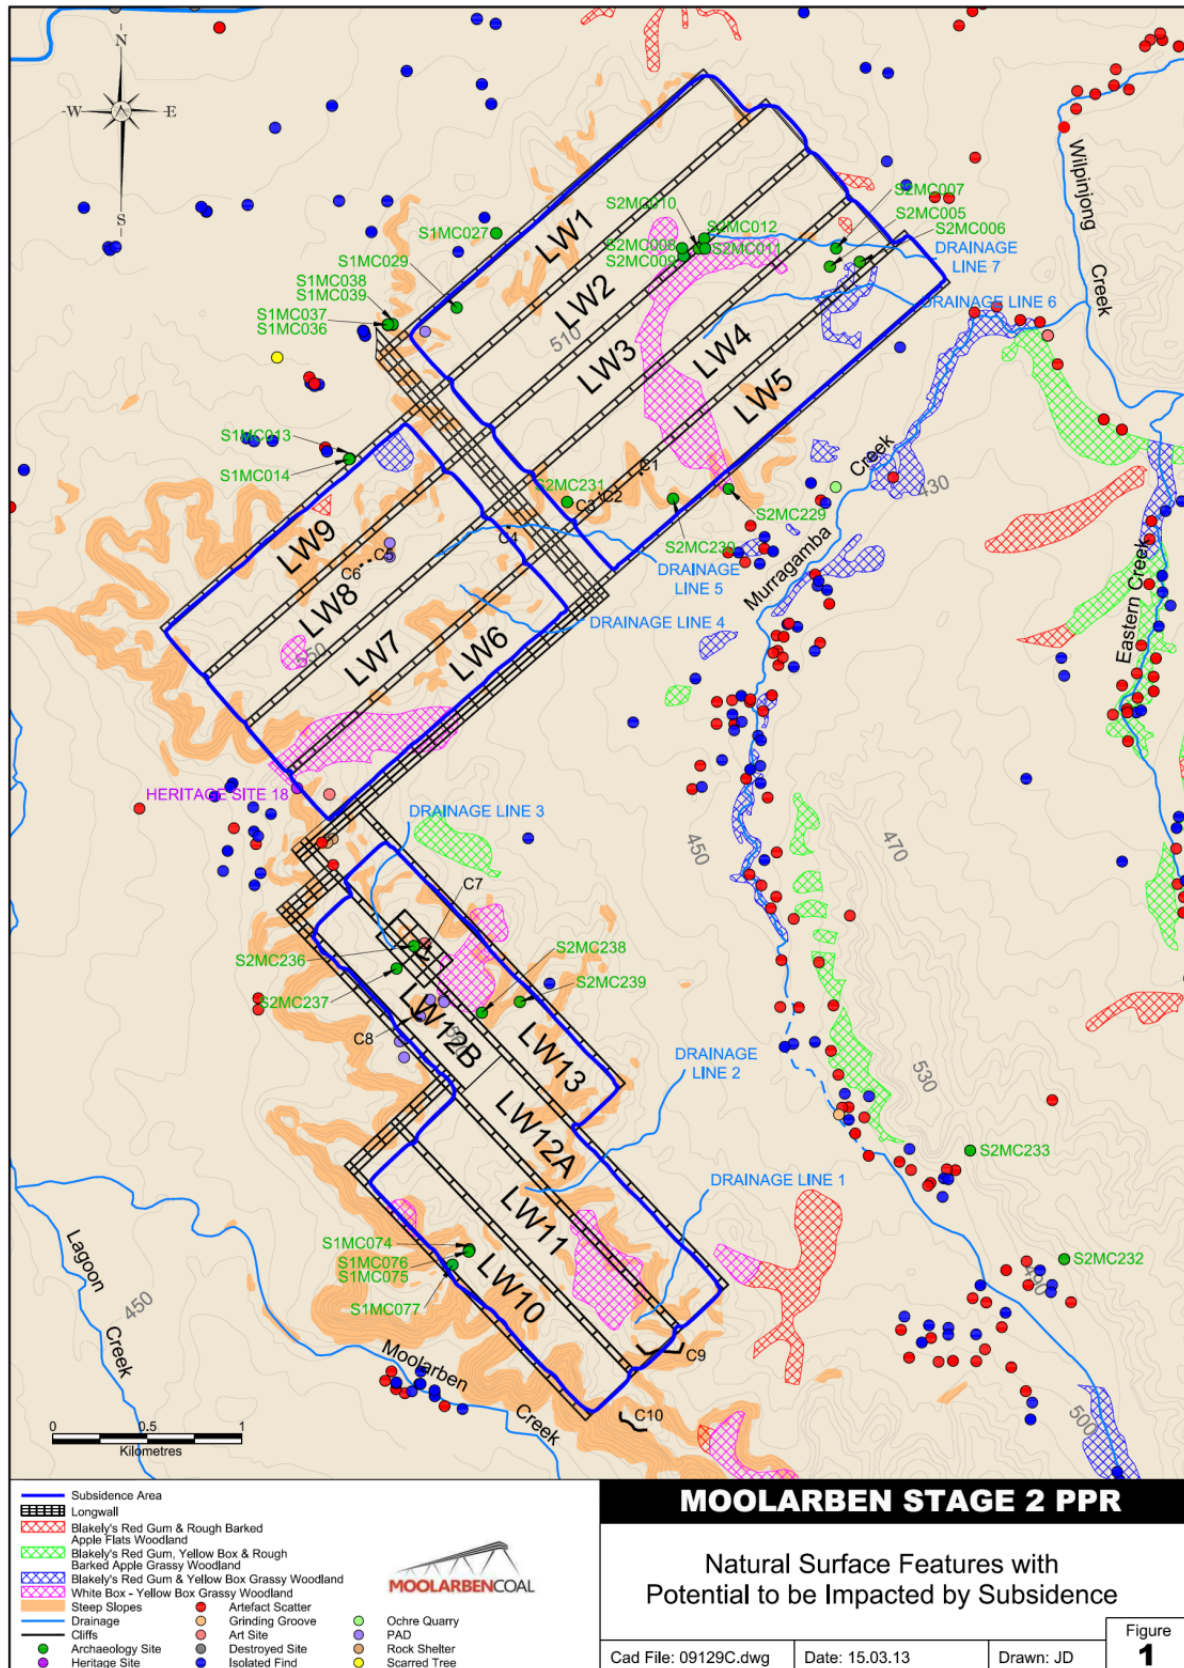 N
W
E
S
Wilpinjong
Creek
S2MC007
S2MC010
S2MC005
S2MC012
S2MC006
S1MC027
S2MC008
S2MC011
DRAINAGE
LINE 7
S2MC009
LW1
S1MC029
S1MC038
S1MC039
LW2
DRAINAGE LINE 6
S1MC037
S1MC036
510
LW3
LW4
LW5
S1MC013
S1MC014
C1
S2MC231
C2
C3
Creek
430
S2MC229
C4
S2MC230
LW9
C5
C6
DRAINAGE
LINE 5
Murragamba
LW8
DRAINAGE LINE 4
Eastern Creek
LW7
LW6
550
HERITAGE SITE 18
DRAINAGE LINE 3
450
470
C7
S2MC236
S2MC238
S2MC237
S2MC239
C8
LW12B
LW13
DRAINAGE
LINE 2
530
LW12A
S2MC233
DRAINAGE LINE 1
LW11
Lagoon
Creek
S1MC074
S1MC076
S1MC075
S2MC232
LW10
S1MC077
490
450
Moolarben
Creek
C9
C10
500
0 0.5 1
Kilometres
Subsidence Area
Longwall
Blakely's Red Gum & Rough Barked
Apple Flats Woodland
Blakely's Red Gum, Yellow Box & Rough
Barked Apple Grassy Woodland
Blakely's Red Gum & Yellow Box Grassy Woodland
White Box - Yellow Box Grassy Woodland
Steep Slopes
Drainage
Cliffs
Archaeology Site
Heritage Site
Artefact Scatter
Grinding Groove
Art Site
Destroyed Site
Isolated Find
Ochre Quarry
PAD
Rock Shelter
Scarred Tree
MOOLARBENCOAL
MOOLARBEN STAGE 2 PPR
Natural Surface Features with
Potential to be Impacted by Subsidence
Cad File: 09129C.dwg
Date: 15.03.13
Drawn: JD
Figure
1